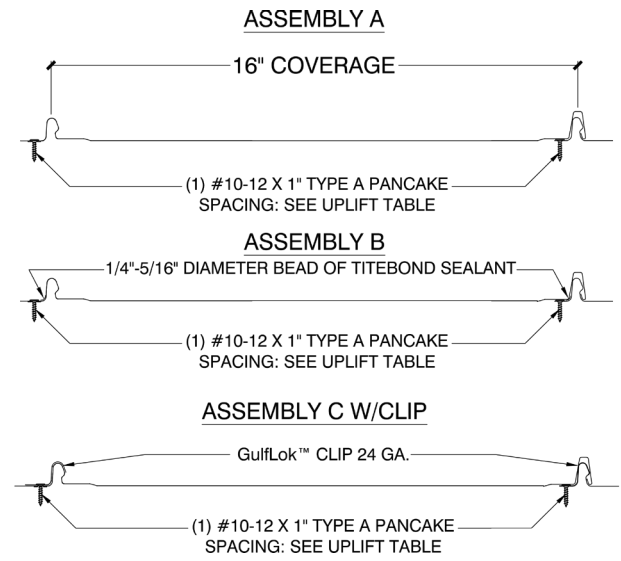 ASSEMBLY A
16" COVERAGE
(1) #10-12 X 1" TYPE A PANCAKE
SPACING: SEE UPLIFT TABLE
ASSEMBLY B
1/4"-5/16" DIAMETER BEAD OF TITEBOND SEALANT
(1) #10-12 X 1" TYPE A PANCAKE
SPACING: SEE UPLIFT TABLE
ASSEMBLY C W/CLIP
GulfLok™ CLIP 24 GA.
(1) #10-12 X 1" TYPE A PANCAKE
SPACING: SEE UPLIFT TABLE